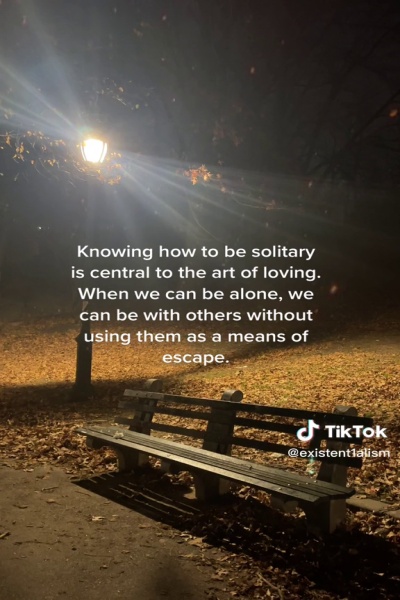 Knowing how to be solitary
is central to the art of loving.
When we can be alone, we
can be with others without
using them as a means of
escape.
TikTok
@existent1alism